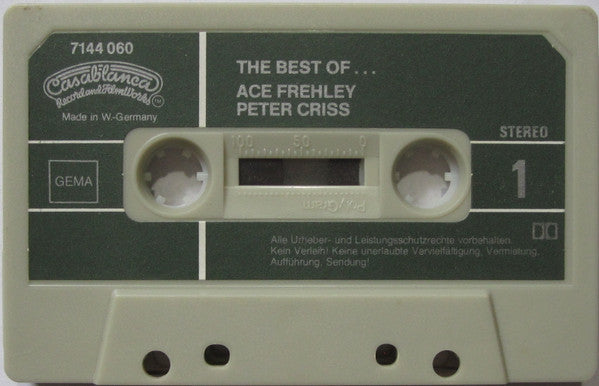 7144 060
Casablanca
Record and FilmWorks
TM
Made in W.-Germany
THE BEST OF...
ACE FREHLEY
PETER CRISS
STEREO
100 50 0
GEMA
1
PolyGram
Alle Urheber- und Leistungsschutzrechte vorbehalten.
Kein Verleih! Keine unerlaubte Vervielfältigung, Vermietung,
Aufführung, Sendung!